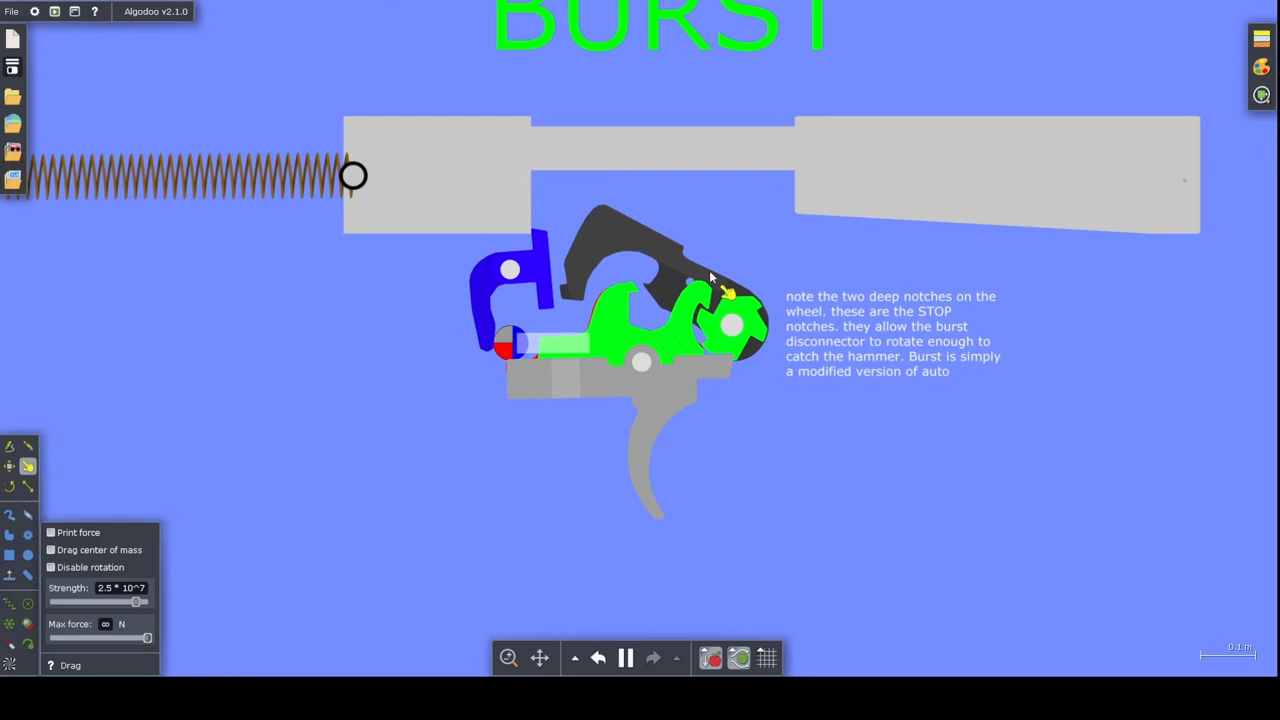 File
?
Algodoo v2.1.0
BURST
note the two deep notches on the
wheel. these are the STOP
notches. they allow the burst
disconnector to rotate enough to
catch the hammer. Burst is simply
a modified version of auto
Print force
Drag center of mass
Disable rotation
Strength: 2.5 * 10^7
Max force: ∞ N
? Drag
0.1 m